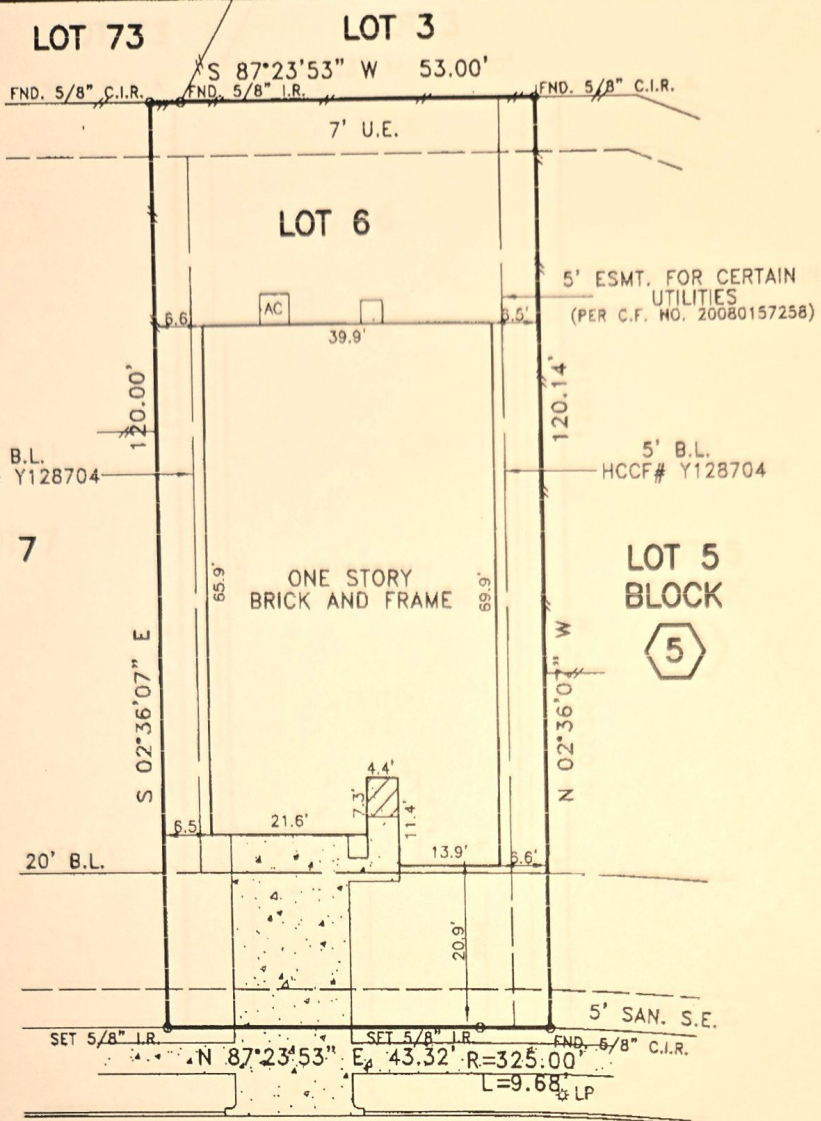 LOT 73
LOT 3
S 87°23'53" W 53.00'
FND. 5/8" C.I.R.
FND. 5/8" I.R.
FND. 5/8" C.I.R.
7' U.E.
LOT 6
5' ESMT. FOR CERTAIN
UTILITIES
(PER C.F. NO. 20080157258)
AC
6.6
39.9'
6.5'
120.00'
120.14'
B.L.
Y128704
5' B.L.
HCCF# Y128704
7
65.9'
ONE STORY
BRICK AND FRAME
69.9'
LOT 5
BLOCK
5
S 02°36'07" E
N 02°36'07" W
4.4'
7.3'
11.4'
6.5
21.6'
13.9'
6.6'
20' B.L.
20.9'
5' SAN. S.E.
SET 5/8" I.R.
SET 5/8" I.R.
FND. 5/8" C.I.R.
N 87°23'53" E 43.32'
R=325.00'
L=9.68'
LP